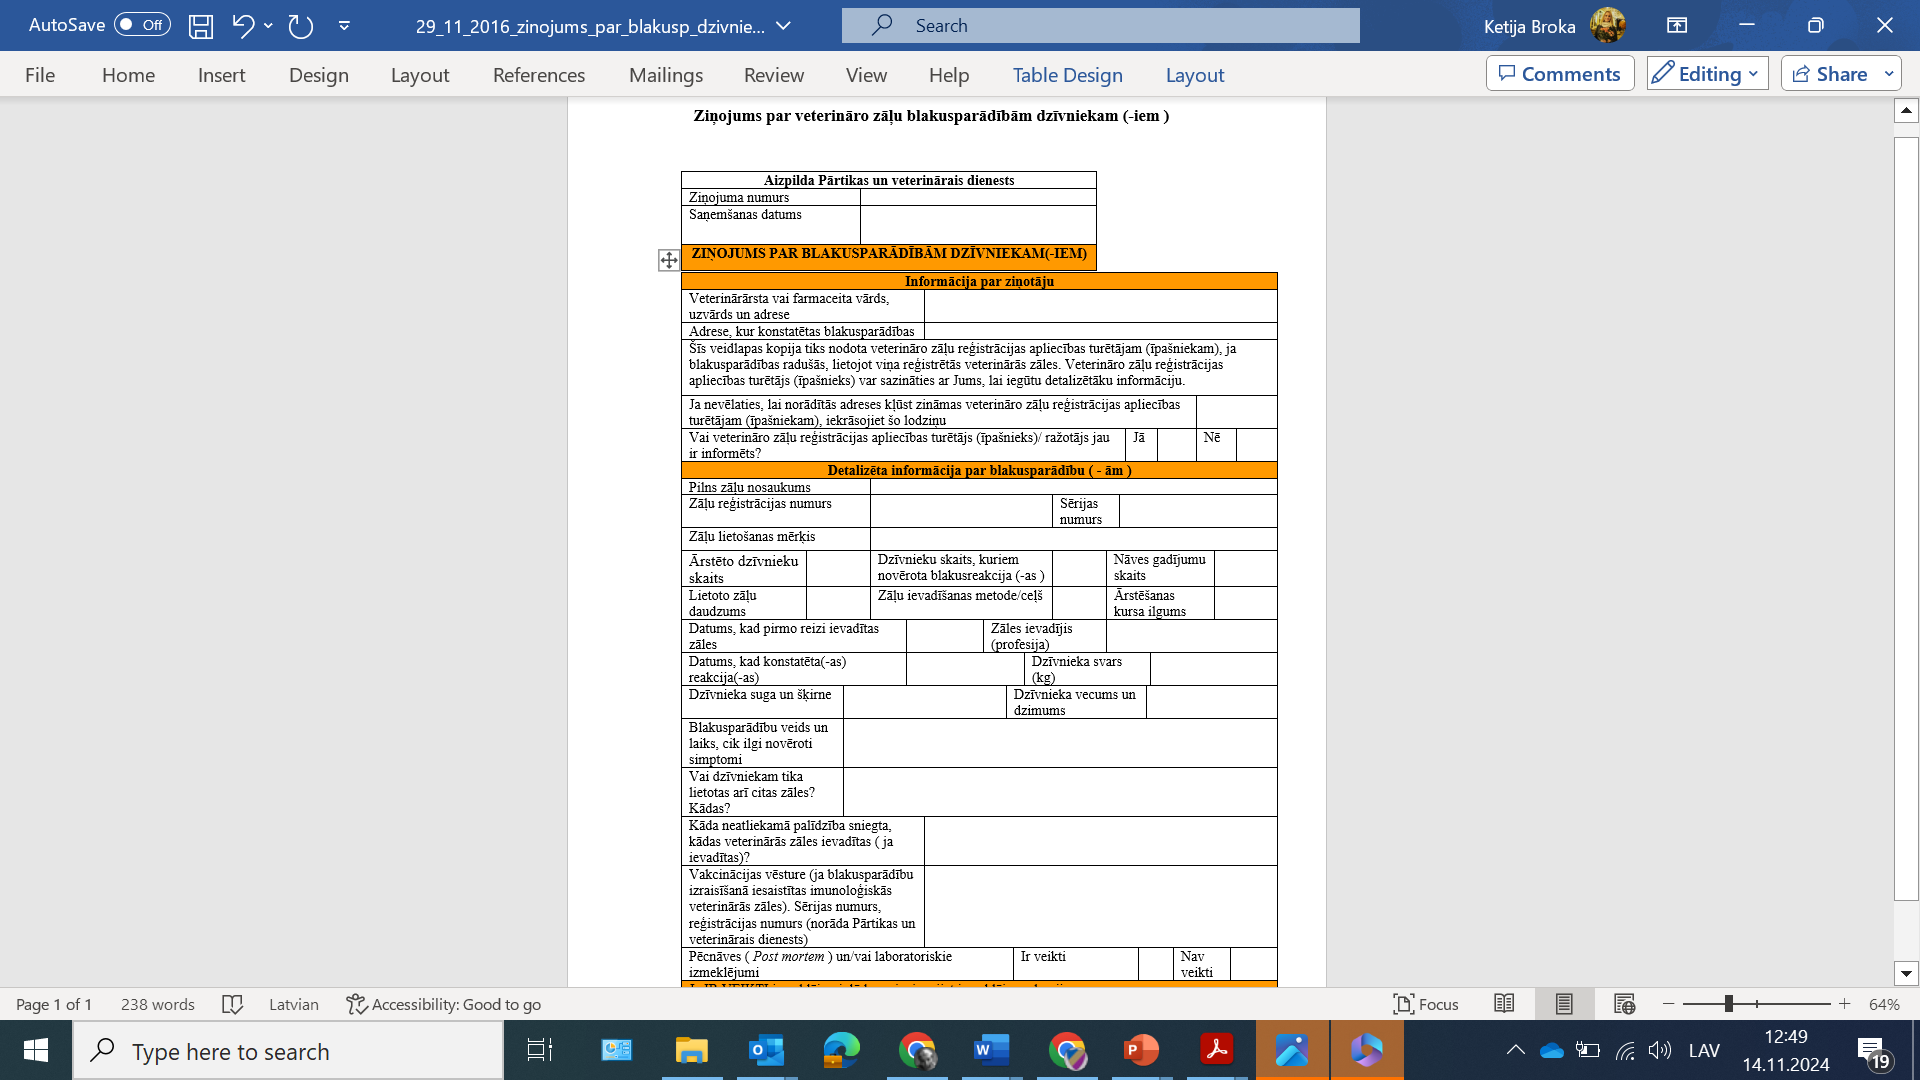 AutoSave Off 29_11_2016_zinojums_par_blakusp_dzivnie... Search Ketija Broka
File Home Insert Design Layout References Mailings Review View Help Table Design Layout Comments Editing Share
Ziņojums par veterināro zāļu blakusparādībām dzīvniekam (-iem )
Aizpilda Pārtikas un veterinārais dienests
Ziņojuma numurs
Saņemšanas datums
ZIŅOJUMS PAR BLAKUSPARĀDĪBĀM DZĪVNIEKAM(-IEM)
Informācija par ziņotāju
Veterinārārsta vai farmaceita vārds,
uzvārds un adrese
Adrese, kur konstatētas blakusparādības
Šīs veidlapas kopija tiks nodota veterināro zāļu reģistrācijas apliecības turētājam (īpašniekam), ja
blakusparādības radušās, lietojot viņa reģistrētās veterinārās zāles. Veterināro zāļu reģistrācijas
apliecības turētājs (īpašnieks) var sazināties ar Jums, lai iegūtu detalizētāku informāciju.
Ja nevēlaties, lai norādītās adreses kļūst zināmas veterināro zāļu reģistrācijas apliecības
turētājam (īpašniekam), iekrāsojiet šo lodziņu
Vai veterināro zāļu reģistrācijas apliecības turētājs (īpašnieks)/ ražotājs jau
ir informēts?
Jā
Nē
Detalizēta informācija par blakusparādību ( - ām )
Pilns zāļu nosaukums
Zāļu reģistrācijas numurs
Sērijas
numurs
Zāļu lietošanas mērķis
Ārstēto dzīvnieku
skaits
Dzīvnieku skaits, kuriem
novērota blakusreakcija (-as )
Nāves gadījumu
skaits
Lietoto zāļu
daudzums
Zāļu ievadīšanas metode/ceļš
Ārstēšanas
kursa ilgums
Datums, kad pirmo reizi ievadītas
zāles
Zāles ievadījis
(profesija)
Datums, kad konstatēta(-as)
reakcija(-as)
Dzīvnieka svars
(kg)
Dzīvnieka suga un šķirne
Dzīvnieka vecums un
dzimums
Blakusparādību veids un
laiks, cik ilgi novēroti
simptomi
Vai dzīvniekam tika
lietotas arī citas zāles?
Kādas?
Kāda neatliekamā palīdzība sniegta,
kādas veterinārās zāles ievadītas ( ja
ievadītas)?
Vakcinācijas vēsture (ja blakusparādību
izraisīšanā iesaistītas imunoloģiskās
veterinārās zāles). Sērijas numurs,
reģistrācijas numurs (norāda Pārtikas un
veterinārais dienests)
Pēcnāves ( Post mortem ) un/vai laboratoriskie
izmeklējumi
Ir veikti
Nav
veikti
Page 1 of 1 238 words Latvian Accessibility: Good to go Focus 64%
Type here to search LAV 12:49
14.11.2024 19